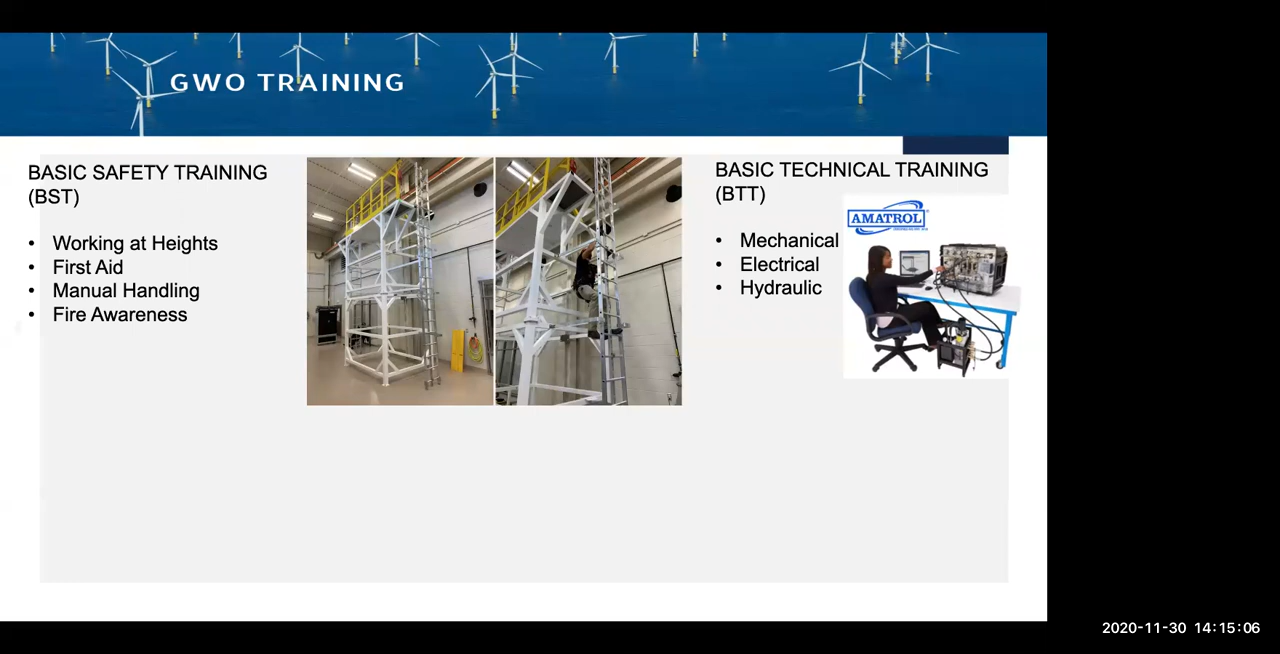 GWO TRAINING
BASIC SAFETY TRAINING
(BST)
• Working at Heights
• First Aid
• Manual Handling
• Fire Awareness
BASIC TECHNICAL TRAINING
(BTT)
AMATROL
• Mechanical
• Electrical
• Hydraulic
2020-11-30 14:15:06